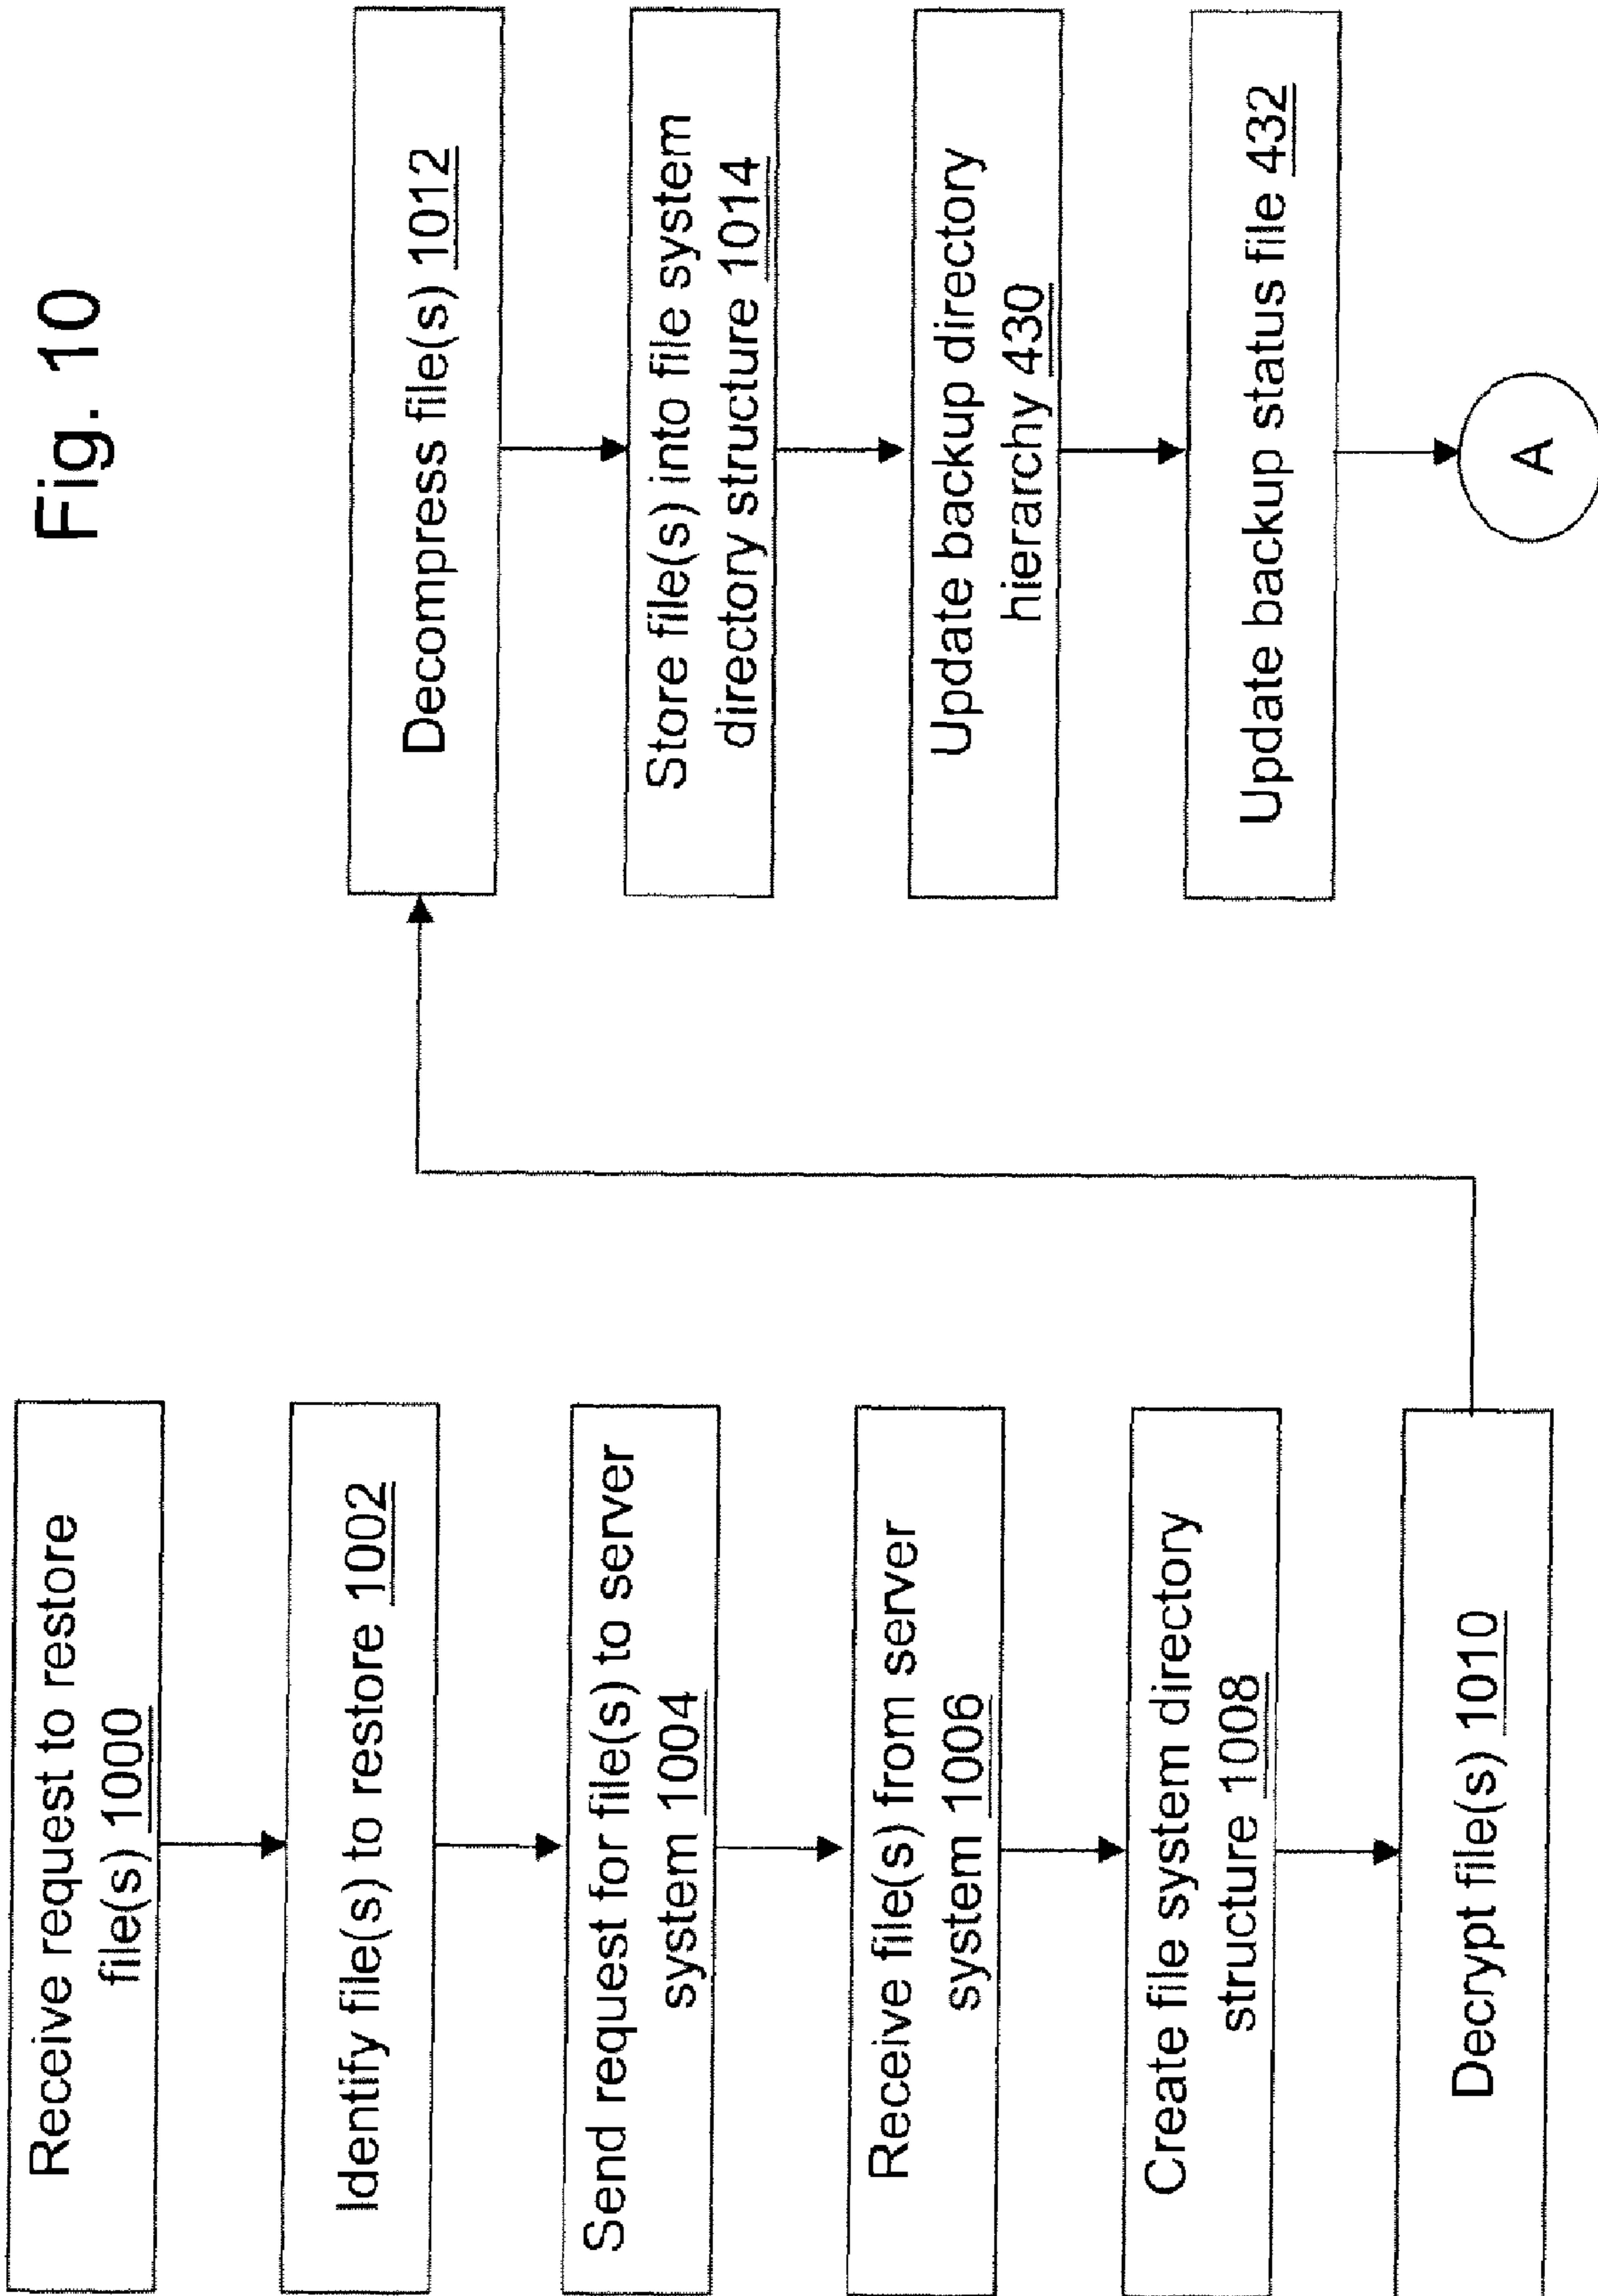 Fig. 10
Receive request to restore
file(s) 1000
Identify file(s) to restore 1002
Send request for file(s) to server
system 1004
Receive file(s) from server
system 1006
Create file system directory
structure 1008
Decrypt file(s) 1010
Decompress file(s) 1012
Store file(s) into file system
directory structure 1014
Update backup directory
hierarchy 430
Update backup status file 432
A